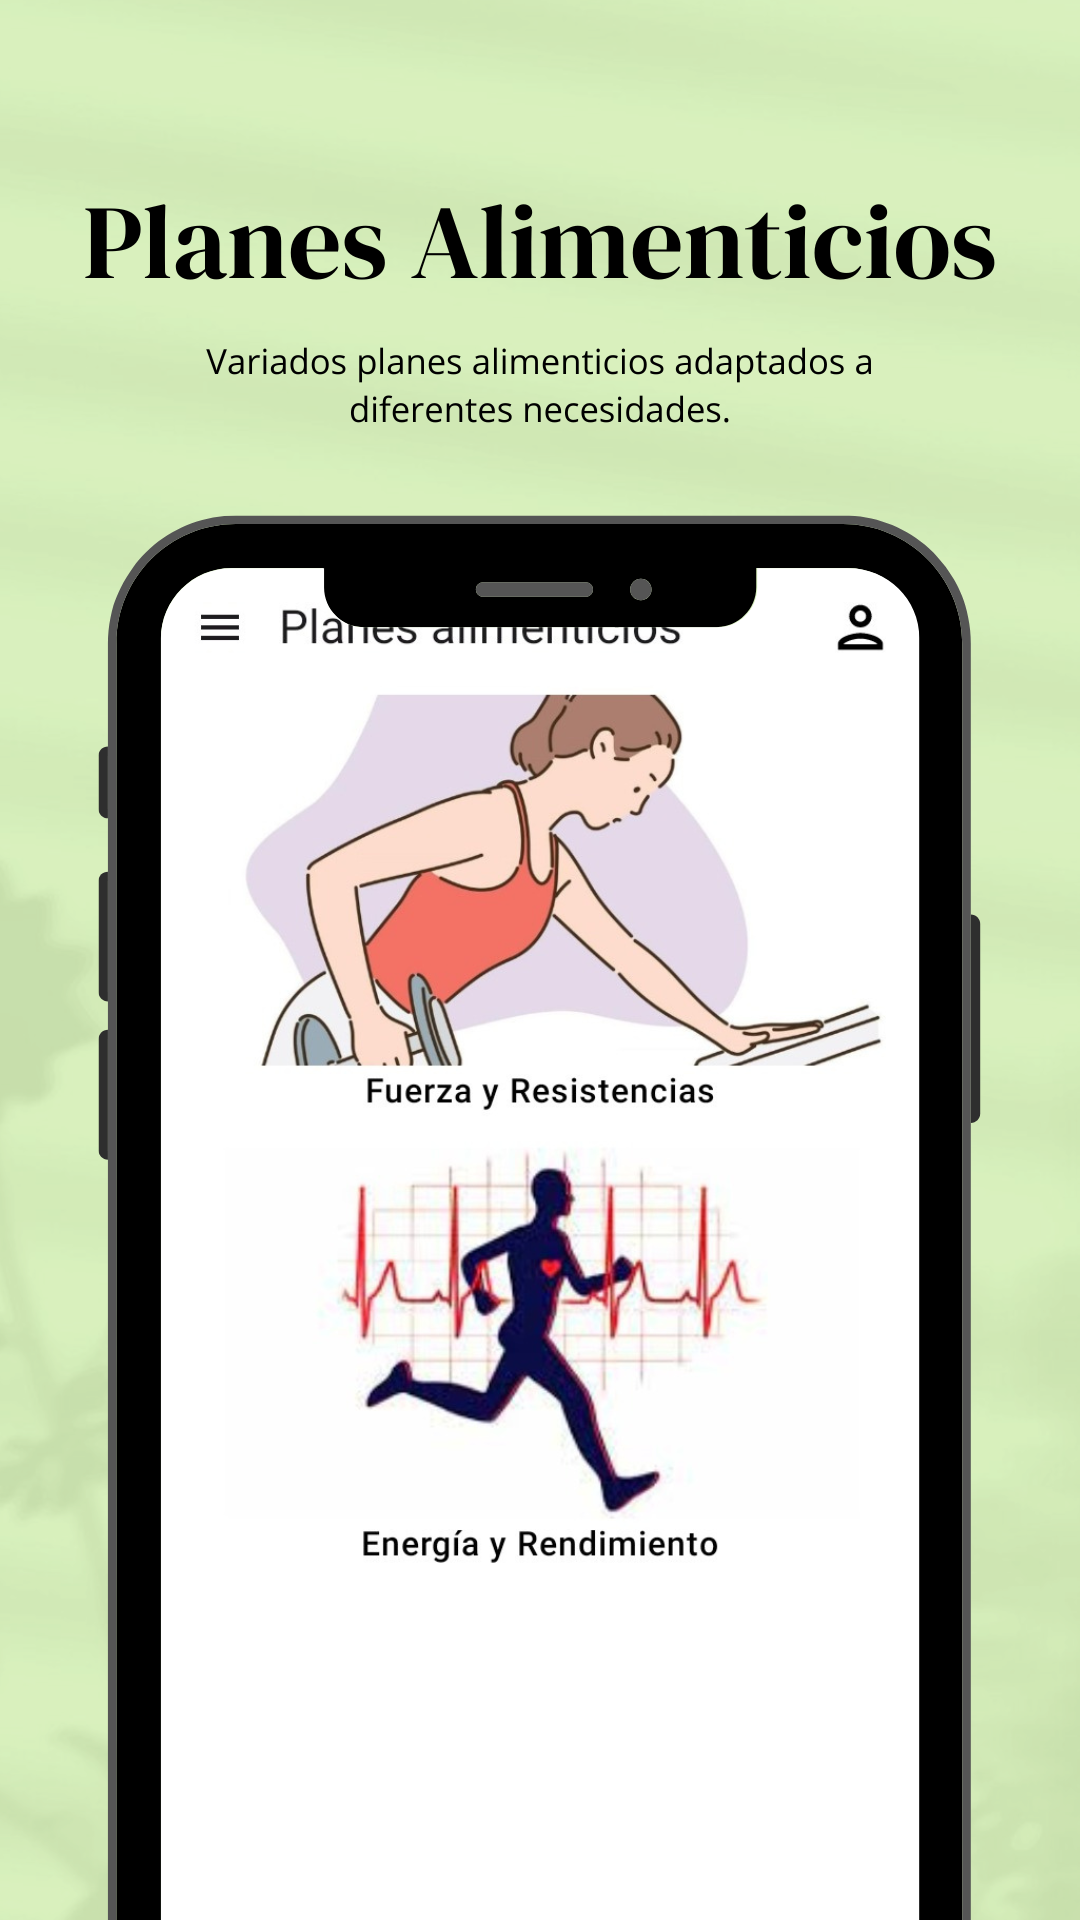 Planes Alimenticios
Variados planes alimenticios adaptados a
diferentes necesidades.
Planes alimenticios
Fuerza y Resistencias
Energía y Rendimiento